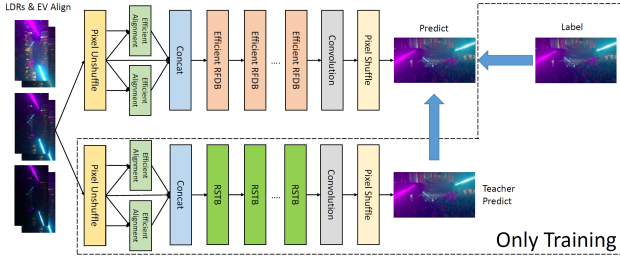 LDRs & EV Align
Pixel Unshuffle
Efficient
Alignment
Efficient
Alignment
Concat
Efficient RFDB
Efficient RFDB
....
Efficient RFDB
Convolution
Pixel Shuffle
Predict
Label
Pixel Unshuffle
Efficient
Alignment
Efficient
Alignment
Concat
RSTB
RSTB
....
RSTB
Convolution
Pixel Shuffle
Teacher
Predict
Only Training